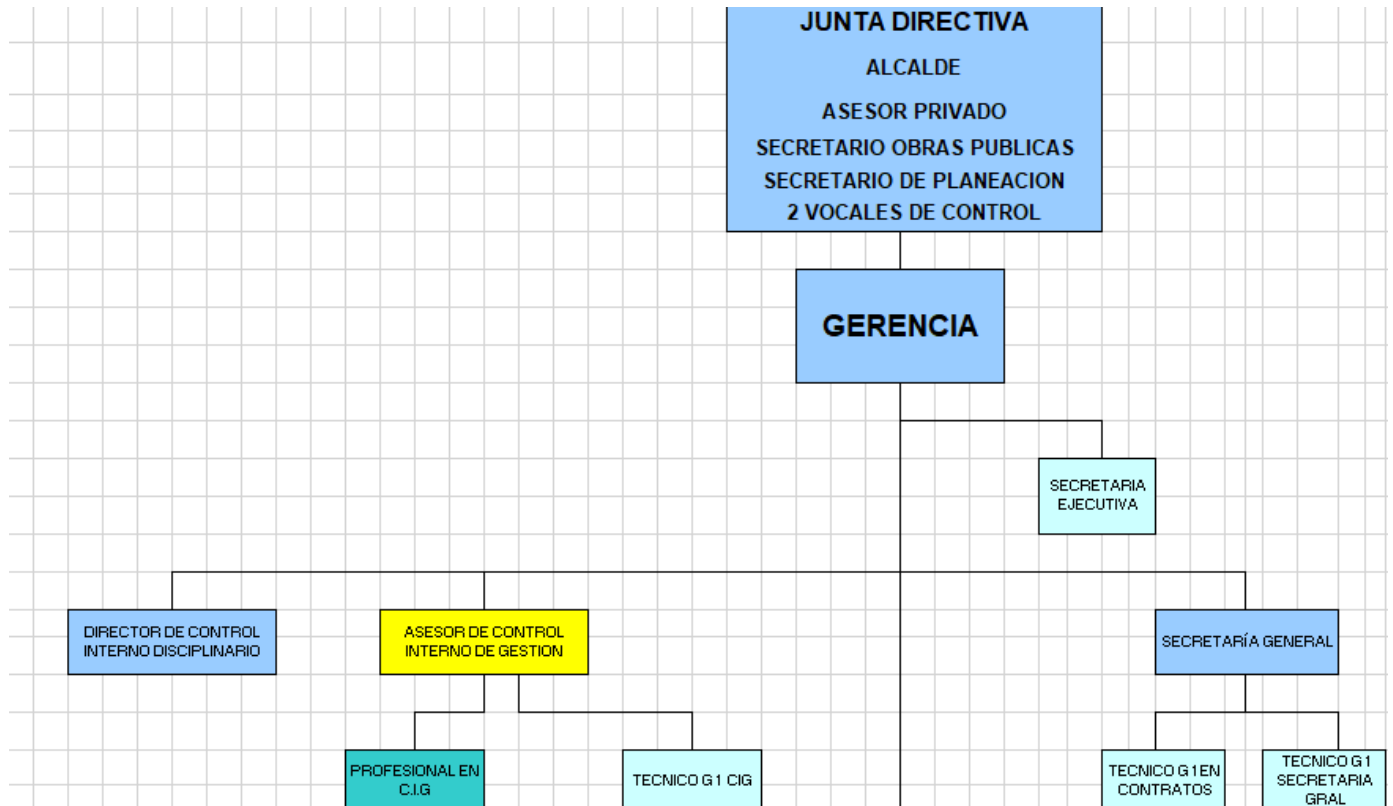 JUNTA DIRECTIVA
ALCALDE
ASESOR PRIVADO
SECRETARIO OBRAS PUBLICAS
SECRETARIO DE PLANEACION
2 VOCALES DE CONTROL
GERENCIA
SECRETARIA
EJECUTIVA
DIRECTOR DE CONTROL
INTERNO DISCIPLINARIO
ASESOR DE CONTROL
INTERNO DE GESTION
SECRETARÍA GENERAL
PROFESIONAL EN
C.I.G
TECNICO G1 CIG
TECNICO G1EN
CONTRATOS
TECNICO G1
SECRETARIA
GRAL